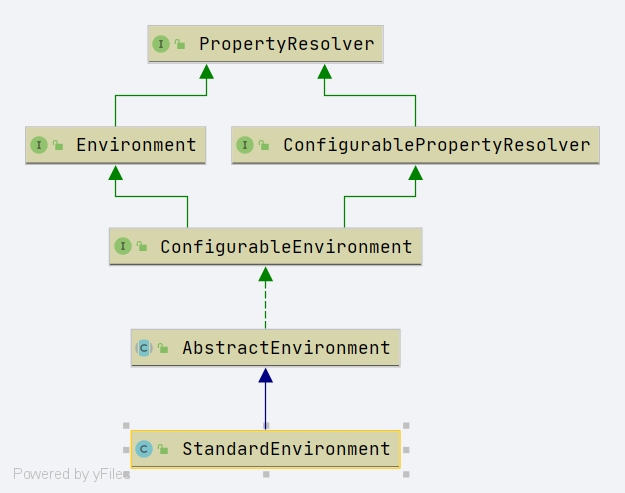 I PropertyResolver
I Environment
I ConfigurablePropertyResolver
I ConfigurableEnvironment
C AbstractEnvironment
C StandardEnvironment
Powered by yFiles